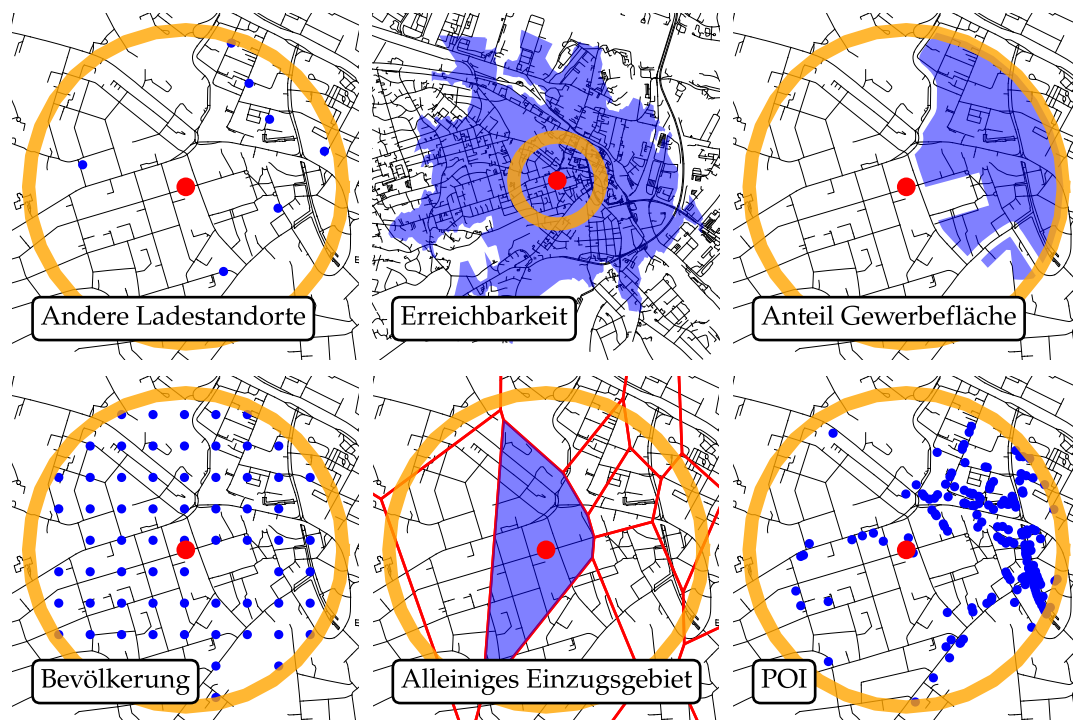 Andere Ladestandorte
Erreichbarkeit
Anteil Gewerbefläche
Bevölkerung
Alleiniges Einzugsgebiet
POI